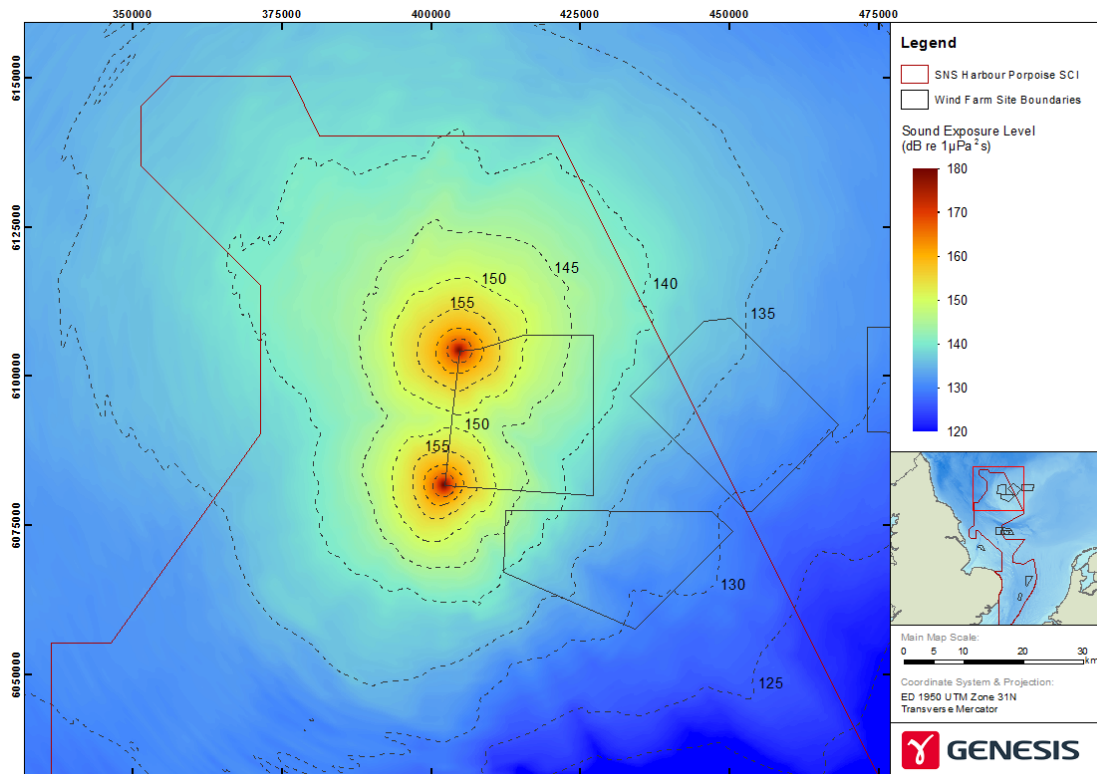 350000 375000 400000 425000 450000 475000
6150000
6125000
6100000
6075000
6050000
150
145
155
140
135
150
155
130
125
Legend
SNS Harbour Porpoise SCI
Wind Farm Site Boundaries
Sound Exposure Level
(dB re 1µPa²s)
180
170
160
150
140
130
120
Main Map Scale:
0 5 10 20 30
km
Coordinate System & Projection:
ED 1950 UTM Zone 31N
Transverse Mercator
GENESIS